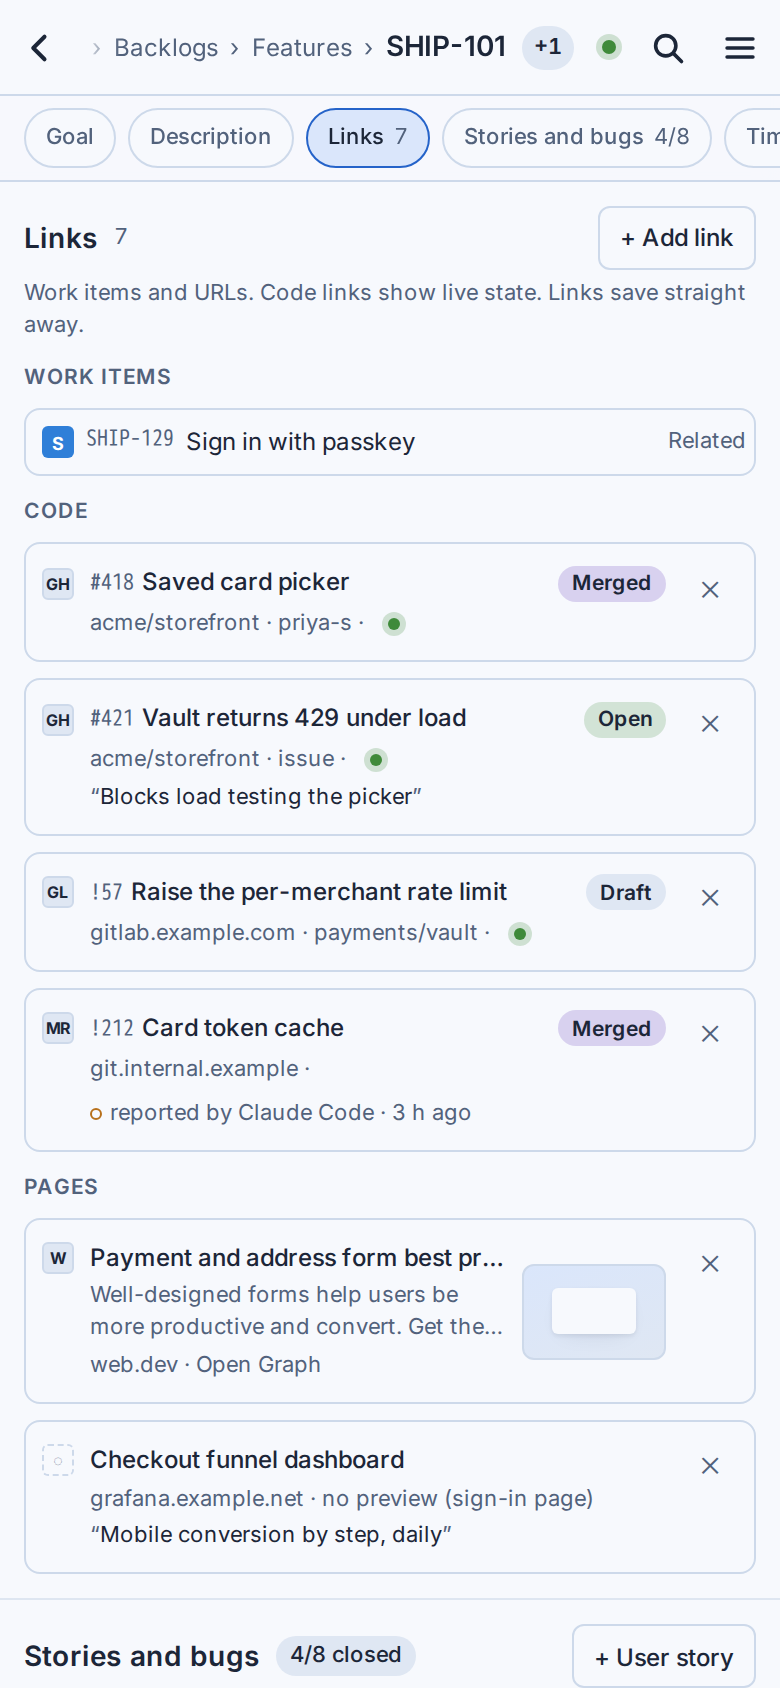 › Backlogs › Features › SHIP-101 +1
Goal Description Links 7 Stories and bugs 4/8 Tim
Links 7 + Add link
Work items and URLs. Code links show live state. Links save straight
away.
WORK ITEMS
S SHIP-129 Sign in with passkey Related
CODE
GH #418 Saved card picker Merged
acme/storefront · priya-s ·
GH #421 Vault returns 429 under load Open
acme/storefront · issue ·
“Blocks load testing the picker”
GL !57 Raise the per-merchant rate limit Draft
gitlab.example.com · payments/vault ·
MR !212 Card token cache Merged
git.internal.example ·
reported by Claude Code · 3 h ago
PAGES
W Payment and address form best pr...
Well-designed forms help users be
more productive and convert. Get the...
web.dev · Open Graph
Checkout funnel dashboard
grafana.example.net · no preview (sign-in page)
“Mobile conversion by step, daily”
Stories and bugs 4/8 closed + User story